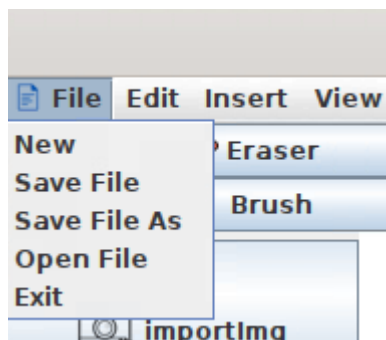 File Edit Insert View
New
Eraser
Save File
Brush
Save File As
Open File
Exit
importImg